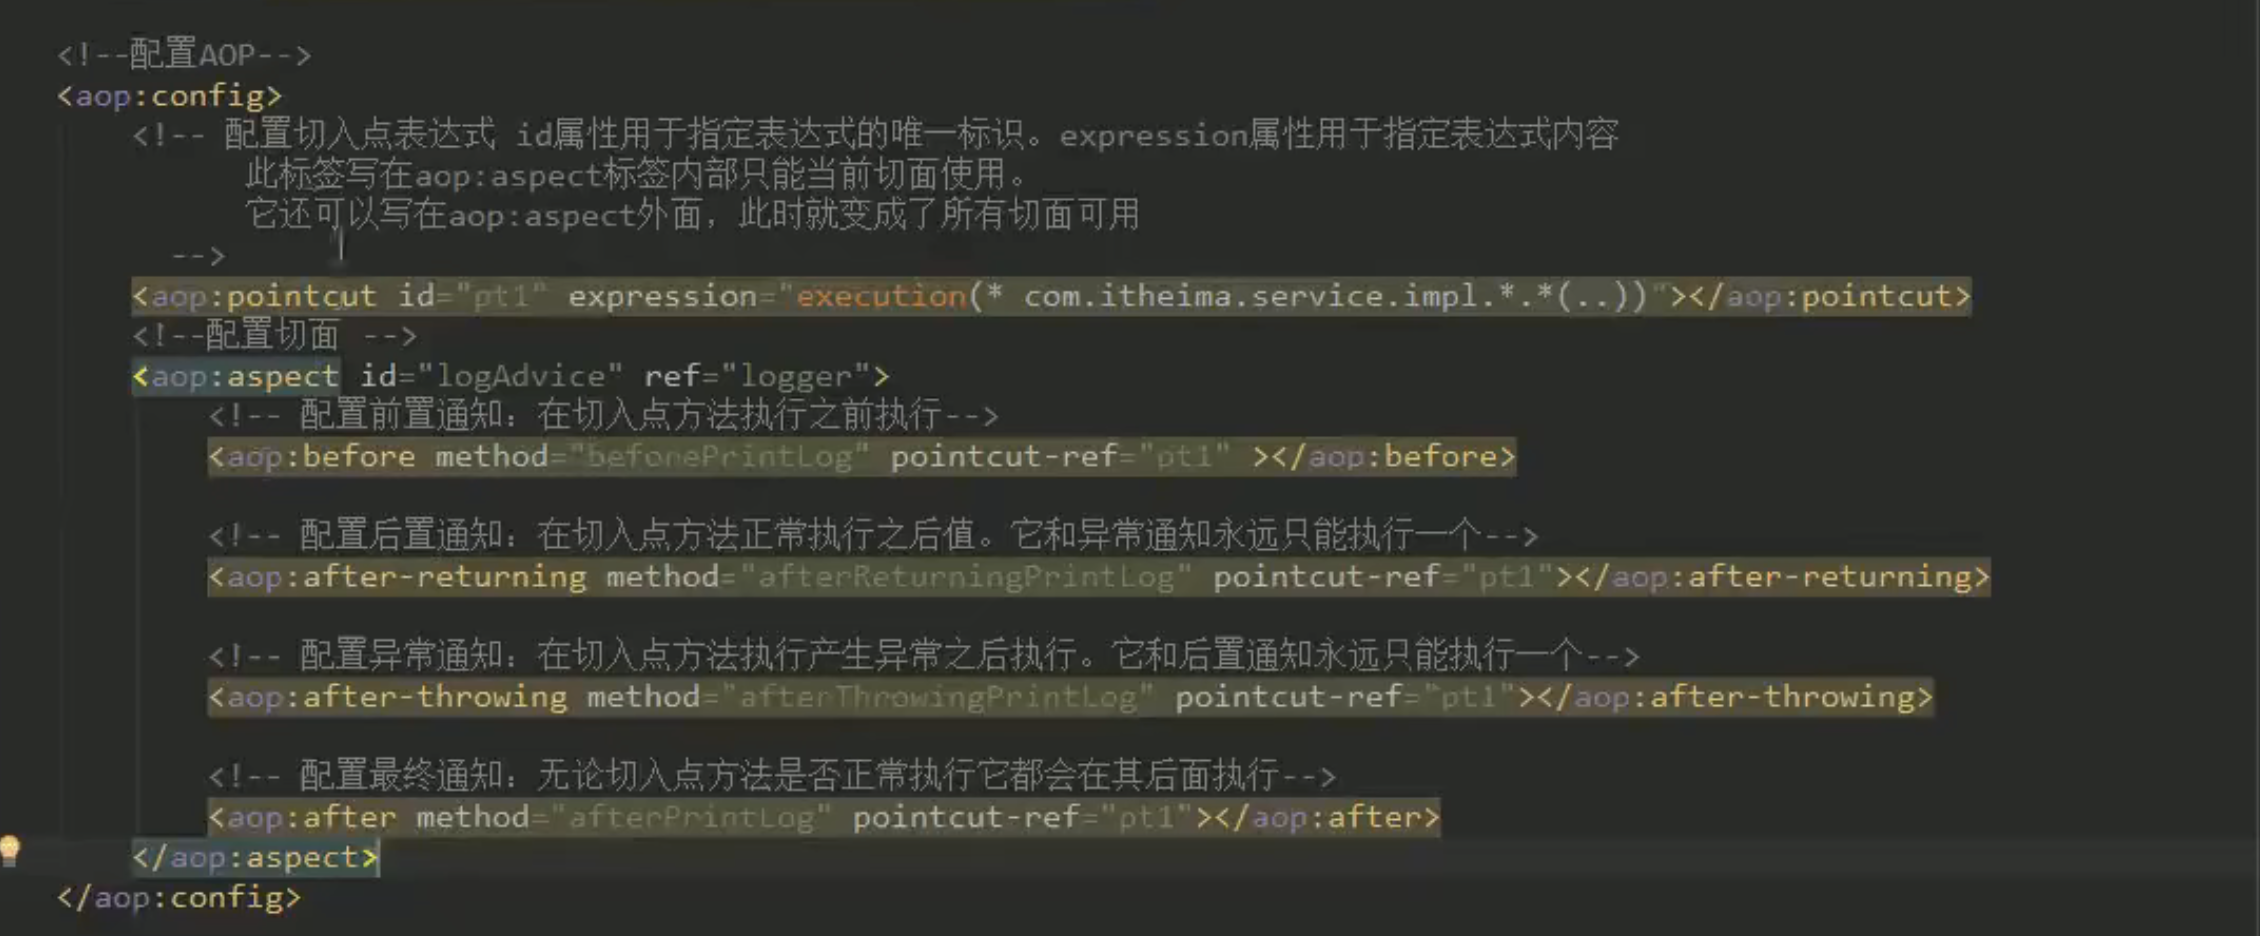 <!--配置AOP-->
<aop:config>
<!-- 配置切入点表达式 id属性用于指定表达式的唯一标识。expression属性用于指定表达式内容
此标签写在aop:aspect标签内部只能当前切面使用。
它还可以写在aop:aspect外面，此时就变成了所有切面可用
-->
<aop:pointcut id="pt1" expression="execution(* com.itheima.service.impl.*.*(..))"></aop:pointcut>
<!--配置切面 -->
<aop:aspect id="logAdvice" ref="logger">
<!-- 配置前置通知：在切入点方法执行之前执行-->
<aop:before method="beforePrintLog" pointcut-ref="pt1" ></aop:before>
<!-- 配置后置通知：在切入点方法正常执行之后值。它和异常通知永远只能执行一个-->
<aop:after-returning method="afterReturningPrintLog" pointcut-ref="pt1"></aop:after-returning>
<!-- 配置异常通知：在切入点方法执行产生异常之后执行。它和后置通知永远只能执行一个-->
<aop:after-throwing method="afterThrowingPrintLog" pointcut-ref="pt1"></aop:after-throwing>
<!-- 配置最终通知：无论切入点方法是否正常执行它都会在其后面执行-->
<aop:after method="afterPrintLog" pointcut-ref="pt1"></aop:after>
</aop:aspect>
</aop:config>